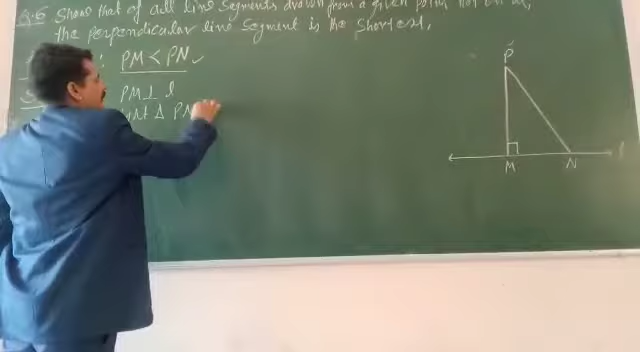 Q.6 Show that of all line segments drawn from a given point not on it,
the perpendicular line segment is the shortest.
: PM < PN ✓
PM ⊥ l
Δ PN
P
M N l